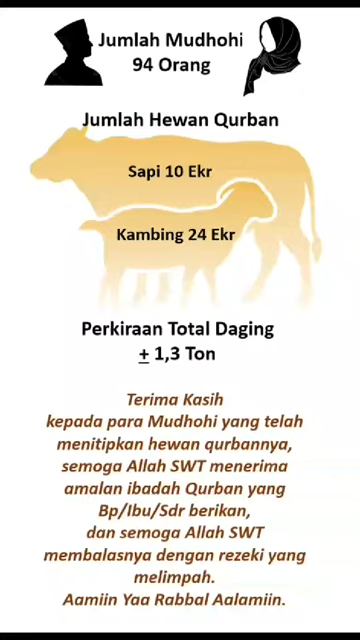 Jumlah Mudhohi
94 Orang
Jumlah Hewan Qurban
Sapi 10 Ekr
Kambing 24 Ekr
Perkiraan Total Daging
± 1,3 Ton
Terima Kasih
kepada para Mudhohi yang telah
menitipkan hewan qurbannya,
semoga Allah SWT menerima
amalan ibadah Qurban yang
Bp/Ibu/Sdr berikan,
dan semoga Allah SWT
membalasnya dengan rezeki yang
melimpah.
Aamiin Yaa Rabbal Aalamiin.